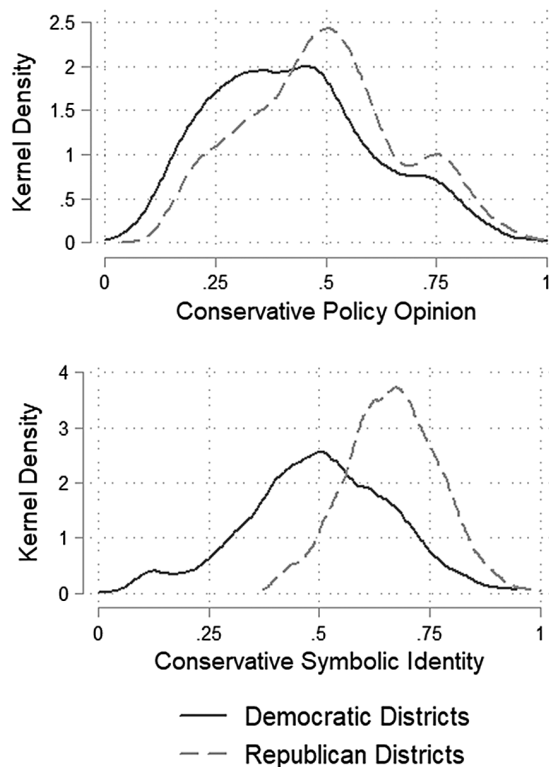 2.5
2
1.5
1
.5
0
Kernel Density
0 .25 .5 .75 1
Conservative Policy Opinion
4
3
2
1
0
Kernel Density
0 .25 .5 .75 1
Conservative Symbolic Identity
Democratic Districts
Republican Districts